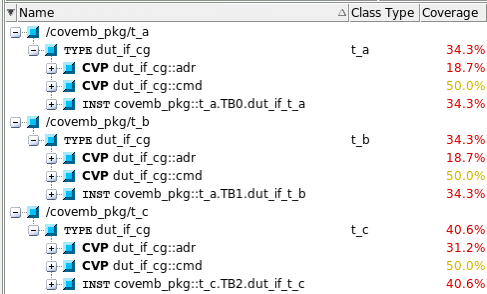 Name Class Type Coverage
/covemb_pkg/t_a
TYPE dut_if_cg t_a 34.3%
CVP dut_if_cg::adr 18.7%
CVP dut_if_cg::cmd 50.0%
INST covemb_pkg::t_a.TB0.dut_if_t_a 34.3%
/covemb_pkg/t_b
TYPE dut_if_cg t_b 34.3%
CVP dut_if_cg::adr 18.7%
CVP dut_if_cg::cmd 50.0%
INST covemb_pkg::t_a.TB1.dut_if_t_b 34.3%
/covemb_pkg/t_c
TYPE dut_if_cg t_c 40.6%
CVP dut_if_cg::adr 31.2%
CVP dut_if_cg::cmd 50.0%
INST covemb_pkg::t_c.TB2.dut_if_t_c 40.6%